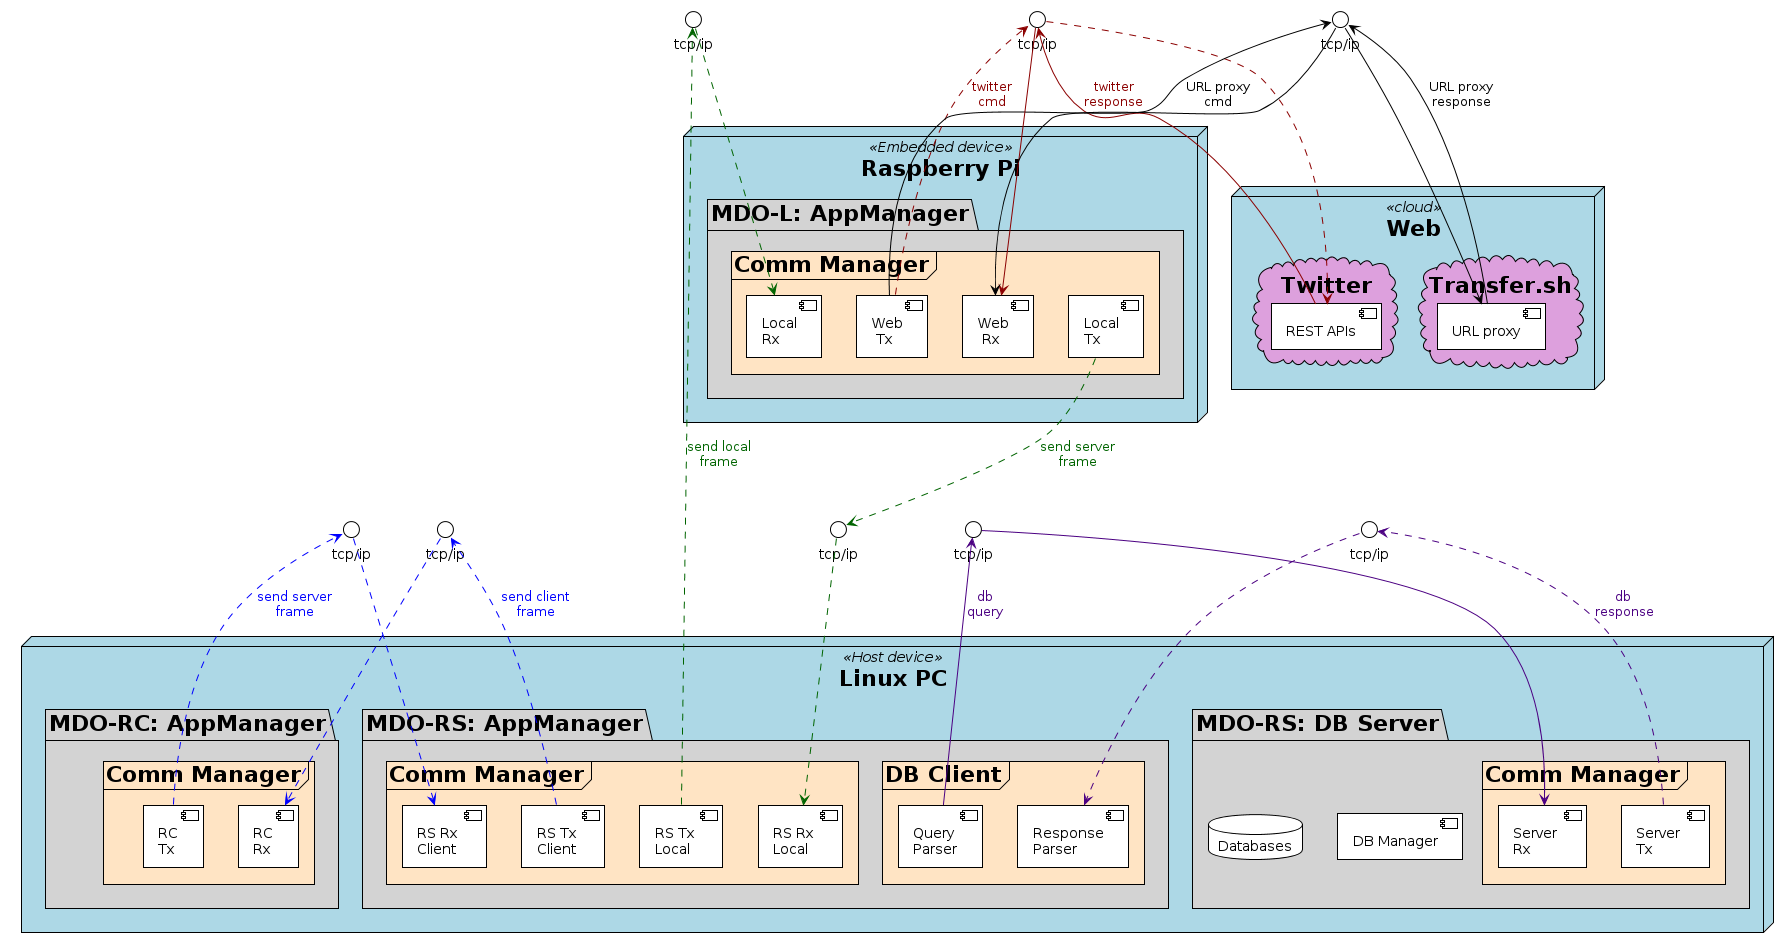 tcp/ip
tcp/ip
tcp/ip
twitter
cmd
twitter
response
URL proxy
cmd
URL proxy
response
«Embedded device»
Raspberry Pi
MDO-L: AppManager
Comm Manager
Local
Rx
Web
Tx
Web
Rx
Local
Tx
«cloud»
Web
Twitter
REST APIs
Transfer.sh
URL proxy
send local
frame
send server
frame
tcp/ip
tcp/ip
tcp/ip
tcp/ip
tcp/ip
send server
frame
send client
frame
db
query
db
response
«Host device»
Linux PC
MDO-RC: AppManager
Comm Manager
RC
Tx
RC
Rx
MDO-RS: AppManager
Comm Manager
RS Rx
Client
RS Tx
Client
RS Tx
Local
RS Rx
Local
DB Client
Query
Parser
Response
Parser
MDO-RS: DB Server
Databases
DB Manager
Comm Manager
Server
Rx
Server
Tx